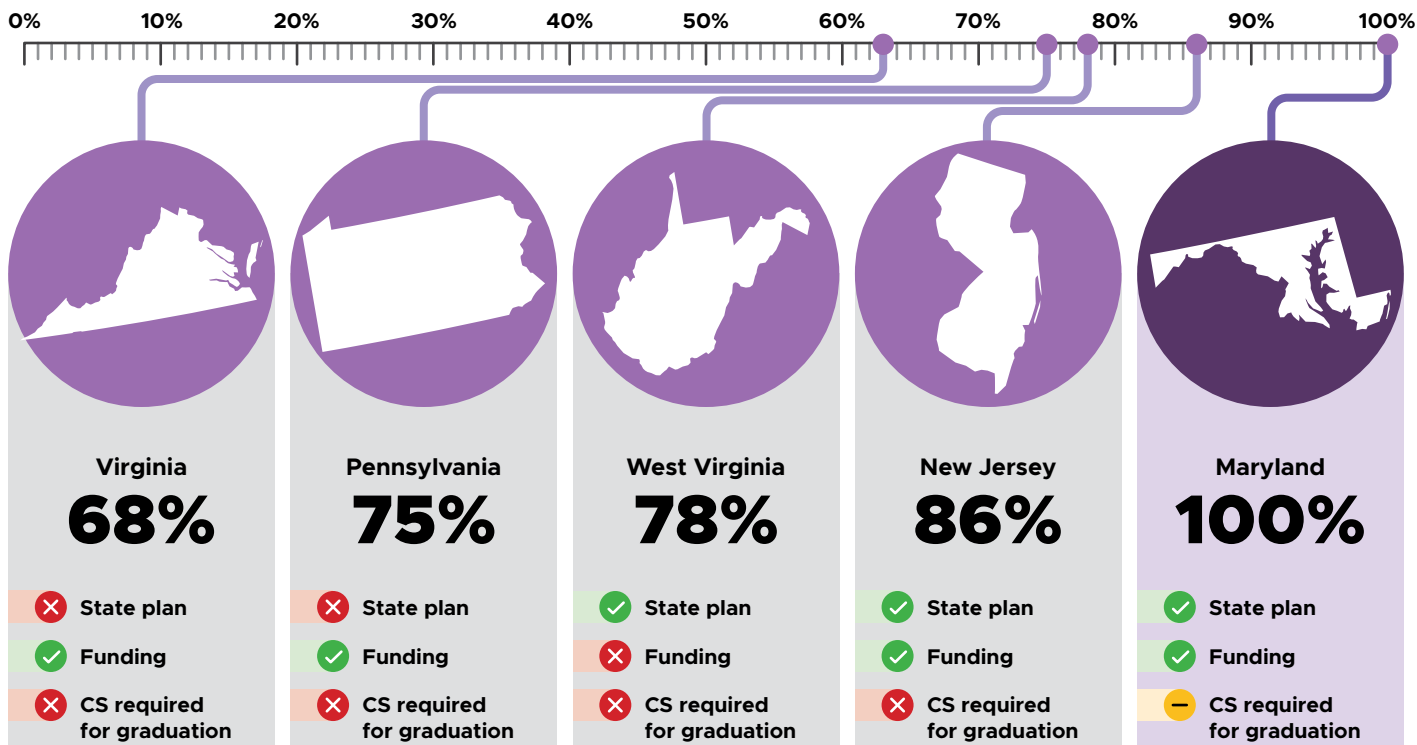 0% 10% 20% 30% 40% 50% 60% 70% 80% 90% 100%
Virginia
68%
State plan
Funding
CS required
for graduation
Pennsylvania
75%
State plan
Funding
CS required
for graduation
West Virginia
78%
State plan
Funding
CS required
for graduation
New Jersey
86%
State plan
Funding
CS required
for graduation
Maryland
100%
State plan
Funding
CS required
for graduation